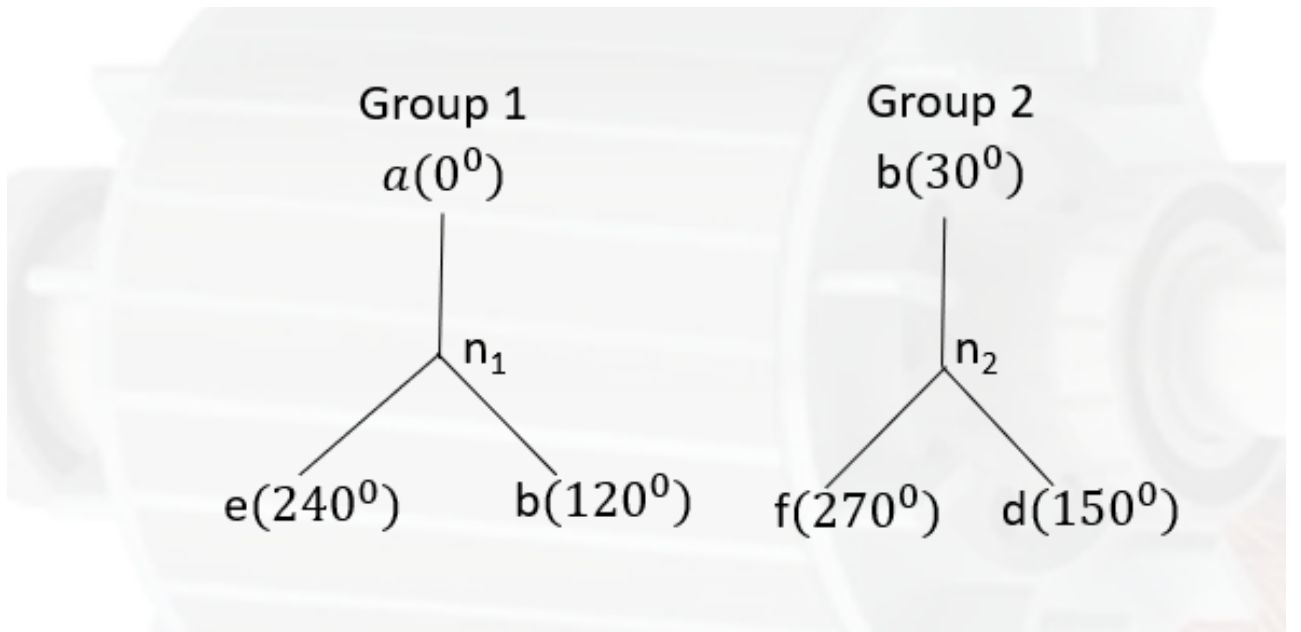 Group 1
a(0⁰)
n₁
e(240⁰)
b(120⁰)
Group 2
b(30⁰)
n₂
f(270⁰)
d(150⁰)